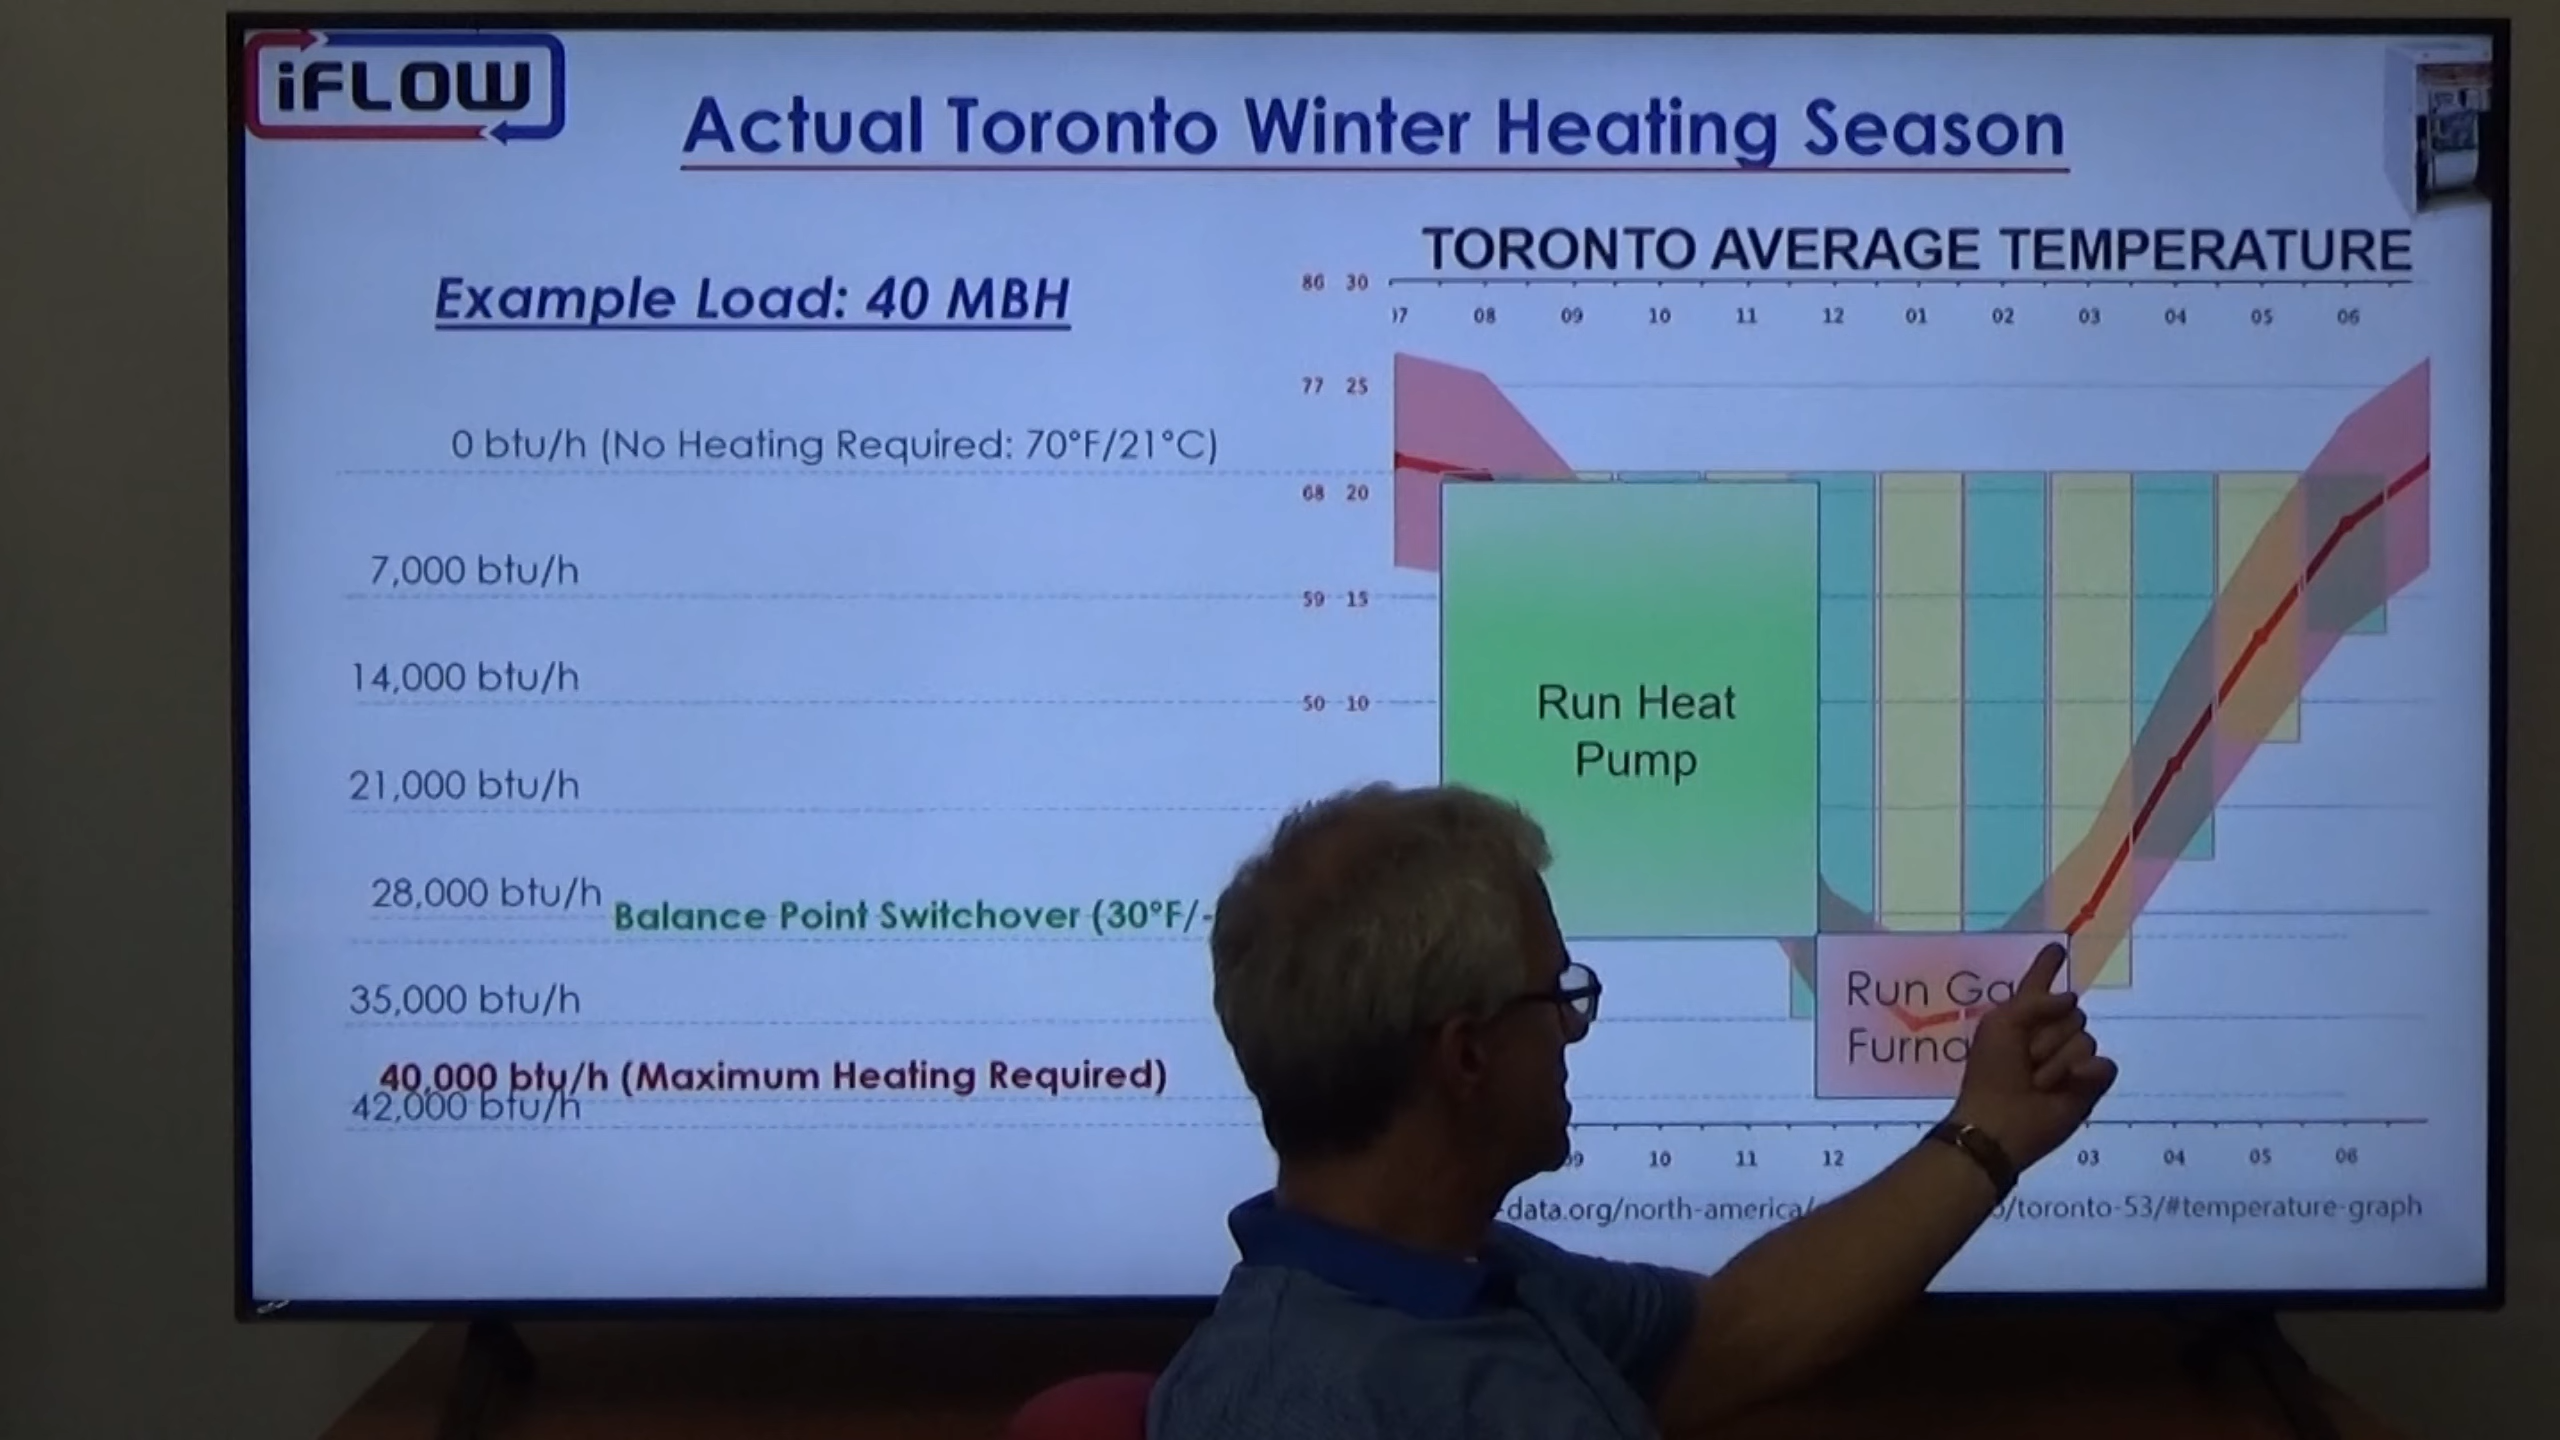 iFLOW
Actual Toronto Winter Heating Season
Example Load: 40 MBH
TORONTO AVERAGE TEMPERATURE
86 30
07 08 09 10 11 12 01 02 03 04 05 06
77 25
0 btu/h (No Heating Required: 70°F/21°C)
68 20
7,000 btu/h
59 15
14,000 btu/h
50 10
Run Heat
Pump
21,000 btu/h
28,000 btu/h
Balance Point Switchover (30°F/-
35,000 btu/h
Run Ga
Furna
40,000 btu/h (Maximum Heating Required)
42,000 btu/h
09 10 11 12 03 04 05 06
-data.org/north-america/ /toronto-53/#temperature-graph